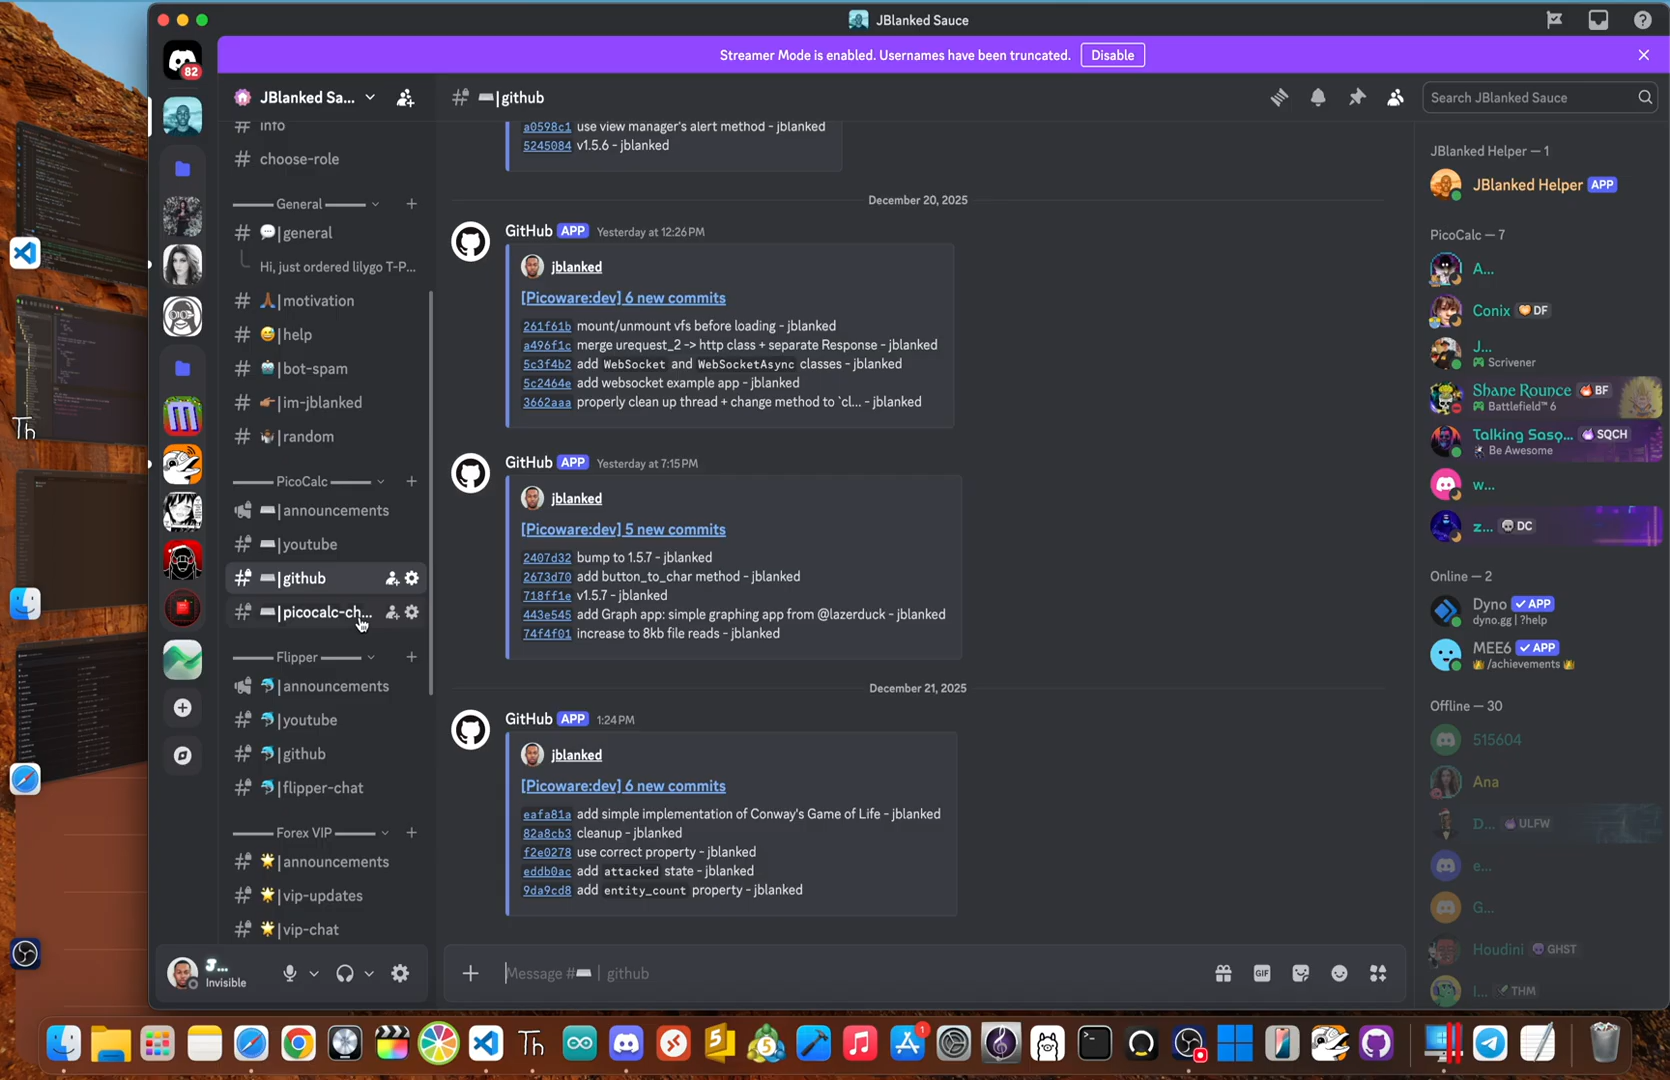 JBlanked Sauce
Streamer Mode is enabled. Usernames have been truncated. Disable
82
JBlanked Sa...
info
choose-role
General
|general
Hi, just ordered lilygo T-P...
|motivation
|help
|bot-spam
|im-jblanked
|random
PicoCalc
|announcements
|youtube
|github
|picocalc-ch...
Flipper
|announcements
|youtube
|github
|flipper-chat
Forex VIP
|announcements
|vip-updates
|vip-chat
J...
Invisible
|github
Search JBlanked Sauce
a0598c1 use view manager's alert method - jblanked
5245084 v1.5.6 - jblanked
December 20, 2025
GitHub APP Yesterday at 12:26 PM
jblanked
[Picoware:dev] 6 new commits
261f61b mount/unmount vfs before loading - jblanked
a496f1c merge urequest_2 -> http class + separate Response - jblanked
5c3f4b2 add WebSocket and WebSocketAsync classes - jblanked
5c2464e add websocket example app - jblanked
3662aaa properly clean up thread + change method to `cl... - jblanked
GitHub APP Yesterday at 7:15 PM
jblanked
[Picoware:dev] 5 new commits
2407d32 bump to 1.5.7 - jblanked
2673d70 add button_to_char method - jblanked
718ff1e v1.5.7 - jblanked
443e545 add Graph app: simple graphing app from @lazerduck - jblanked
74f4f01 increase to 8kb file reads - jblanked
December 21, 2025
GitHub APP 1:24 PM
jblanked
[Picoware:dev] 6 new commits
eafa81a add simple implementation of Conway's Game of Life - jblanked
82a8cb3 cleanup - jblanked
f2e0278 use correct property - jblanked
eddb0ac add attacked state - jblanked
9da9cd8 add entity_count property - jblanked
Message # | github
GIF
JBlanked Helper — 1
JBlanked Helper APP
PicoCalc — 7
A...
Conix DF
J...
Scrivener
Shane Rounce BF
Battlefield™ 6
Talking Sasq... SQCH
Be Awesome
w...
z... DC
Online — 2
Dyno APP
dyno.gg | ?help
MEE6 APP
/achievements
Offline — 30
515604
Ana
D... ULFW
e...
G...
Houdini GHST
l... THM
Th
Th
5
5
1